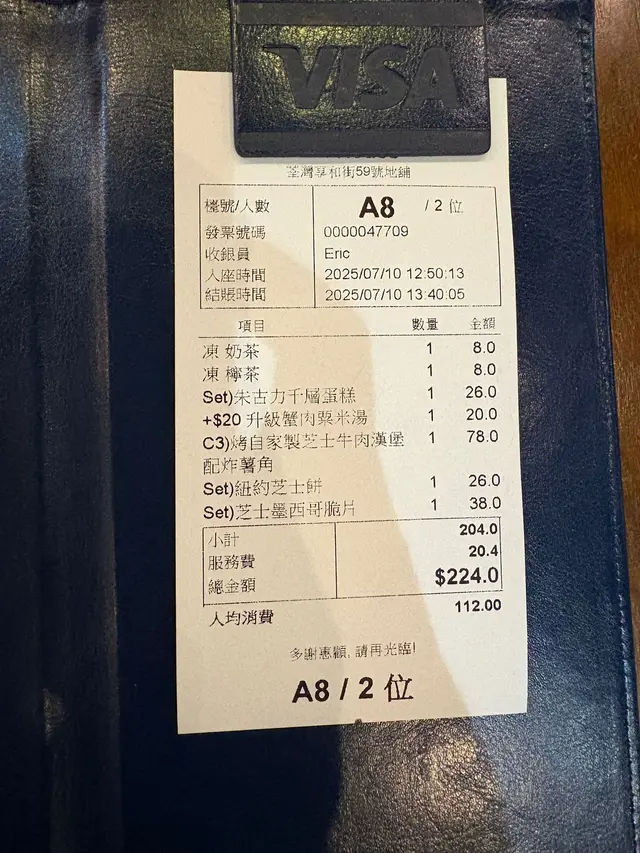 VISA
荃灣享和街59號地舖
檯號/人數 A8 / 2 位
發票號碼 0000047709
收銀員 Eric
入座時間 2025/07/10 12:50:13
結賬時間 2025/07/10 13:40:05
項目 數量 金額
凍 奶茶 1 8.0
凍 檸茶 1 8.0
Set)朱古力千層蛋糕 1 26.0
+$20 升級蟹肉粟米湯 1 20.0
C3)烤自家製芝士牛肉漢堡 1 78.0
配炸薯角
Set)紐約芝士餅 1 26.0
Set)芝士墨西哥脆片 1 38.0
小計 204.0
服務費 20.4
總金額 $224.0
人均消費 112.00
多謝惠顧, 請再光臨!
A8 / 2 位